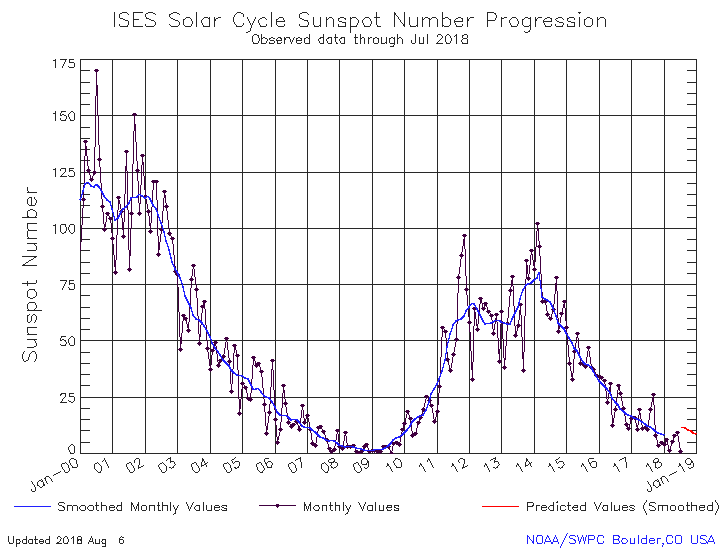 ISES Solar Cycle Sunspot Number Progression
Observed data through Jul 2018
Sunspot Number
175
150
125
100
75
50
25
0
Jan-00 01 02 03 04 05 06 07 08 09 10 11 12 13 14 15 16 17 18 Jan-19
Smoothed Monthly Values Monthly Values Predicted Values (Smoothed)
Updated 2018 Aug 6 NOAA/SWPC Boulder,CO USA